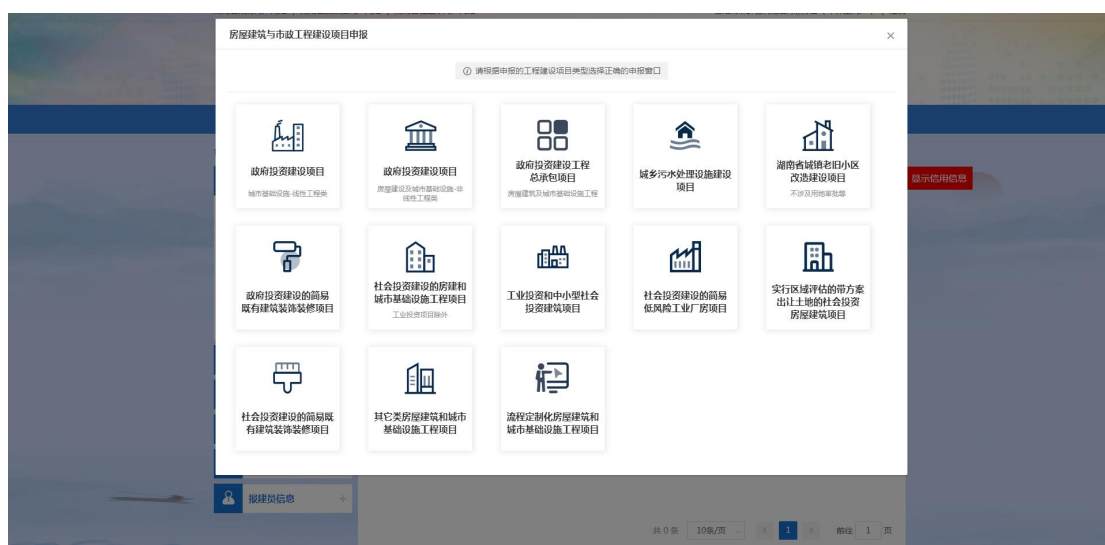 房屋建筑与市政工程建设项目申报
×
请根据申报的工程建设项目类型选择正确的申报窗口
政府投资建设项目
城市基础设施-线性工程类
政府投资建设项目
房屋建设及城市基础设施-非
线性工程类
政府投资建设工程
总承包项目
房屋建筑及城市基础设施工程
城乡污水处理设施建设
项目
湖南省城镇老旧小区
改造建设项目
不涉及用地审批等
显示信用信息
政府投资建设的简易
既有建筑装饰装修项目
社会投资建设的房建和
城市基础设施工程项目
工业投资项目除外
工业投资和中小型社会
投资建筑项目
社会投资建设的简易
低风险工业厂房项目
实行区域评估的带方案
出让土地的社会投资
房屋建筑项目
社会投资建设的简易既
有建筑装饰装修项目
其它类房屋建筑和城市
基础设施工程项目
流程定制化房屋建筑和
城市基础设施工程项目
报建员信息 +
共 0 条 10条/页 < 1 > 前往 1 页